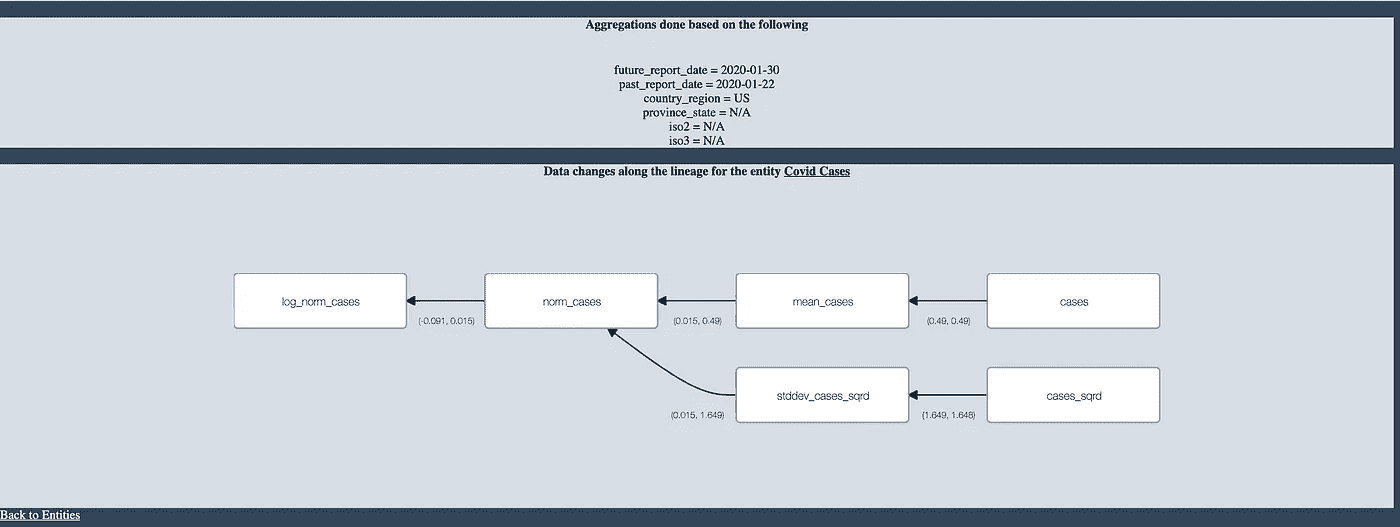 Aggregations done based on the following
future_report_date = 2020-01-30
past_report_date = 2020-01-22
country_region = US
province_state = N/A
iso2 = N/A
iso3 = N/A
Data changes along the lineage for the entity Covid Cases
log_norm_cases
norm_cases
mean_cases
cases
(-0.091, 0.015)
(0.015, 0.49)
(0.49, 0.49)
stddev_cases_sqrd
cases_sqrd
(0.015, 1.649)
(1.649, 1.648)
Back to Entities